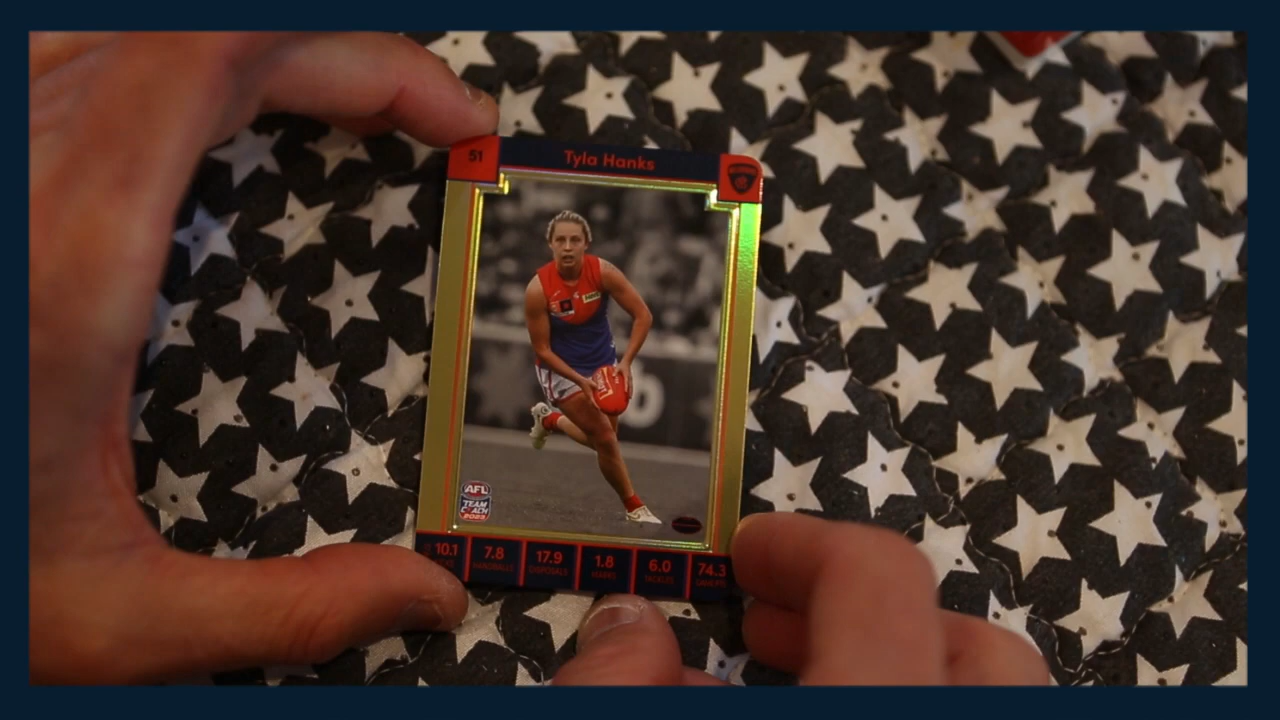 51
Tyla Hanks
AFL
TEAM
COACH
2023
10.1 7.8 17.9 1.8 6.0 74.3
HANDBALLS DISPOSALS MARKS TACKLES